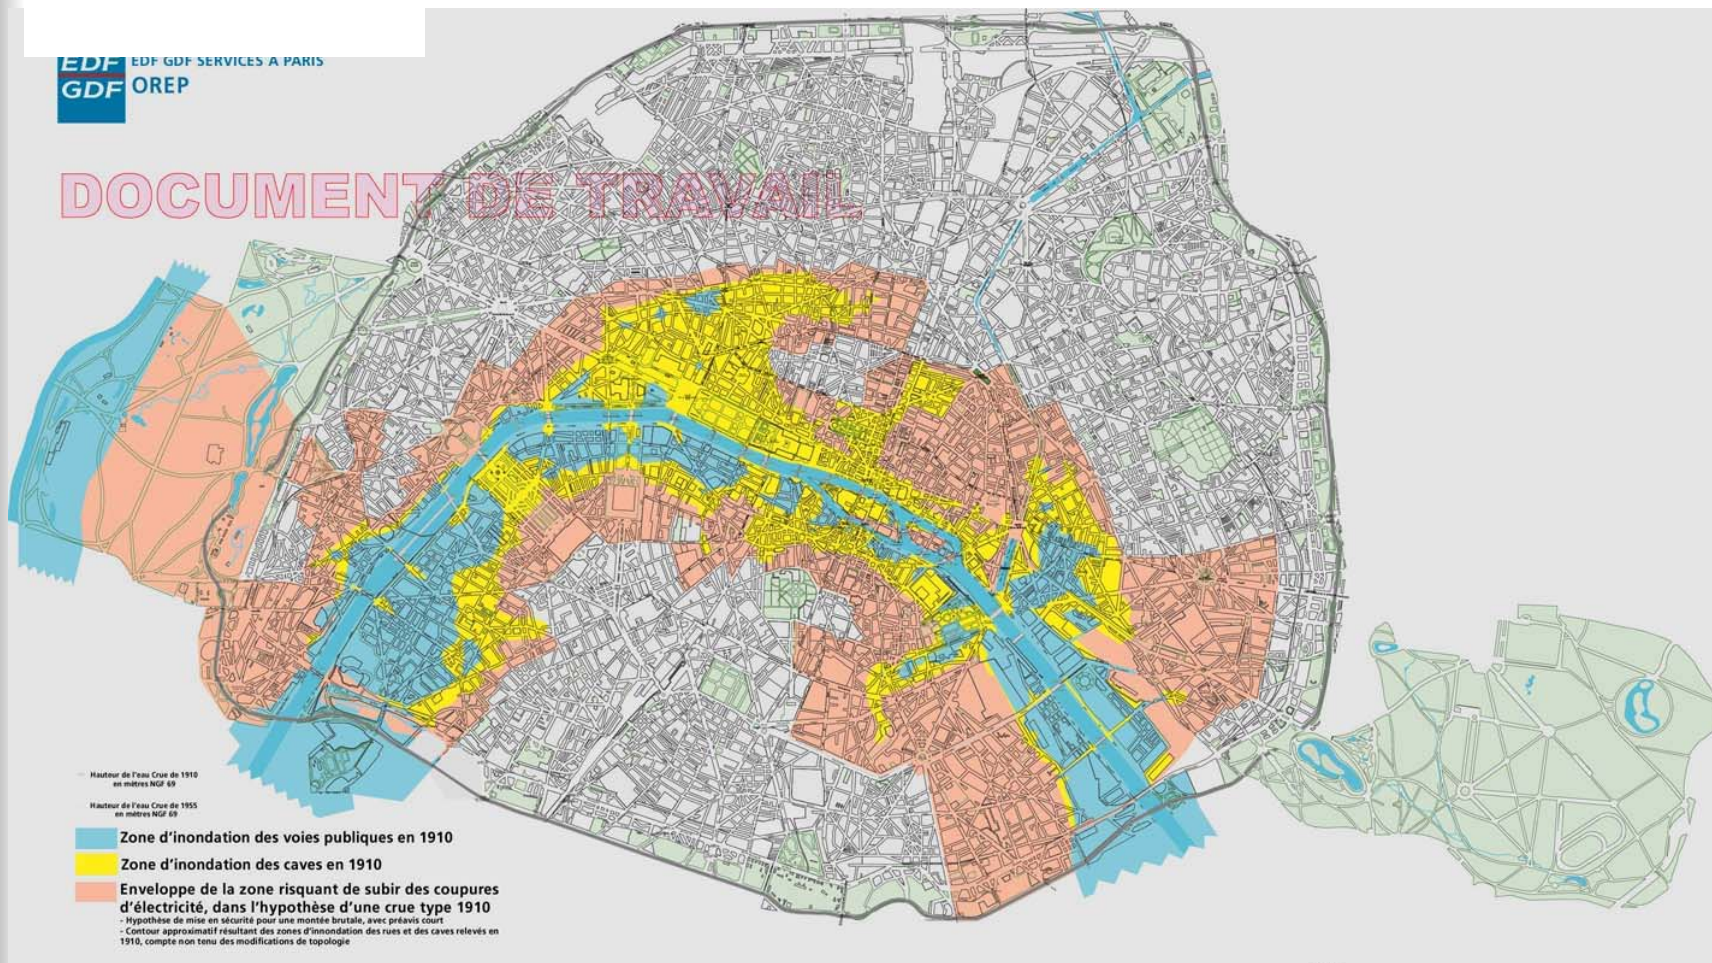 EDF GDF SERVICES A PARIS
EDF
GDF
OREP
DOCUMENT DE TRAVAIL
Hauteur de l'eau Crue de 1910
en mètres NGF 69
Hauteur de l'eau Crue de 1955
en mètres NGF 69
Zone d'inondation des voies publiques en 1910
Zone d'inondation des caves en 1910
Enveloppe de la zone risquant de subir des coupures
d'électricité, dans l'hypothèse d'une crue type 1910
- Hypothèse de mise en sécurité pour une montée brutale, avec préavis court
- Contour approximatif résultant des zones d'innondation des rues et des caves relevés en
1910, compte non tenu des modifications de topologie